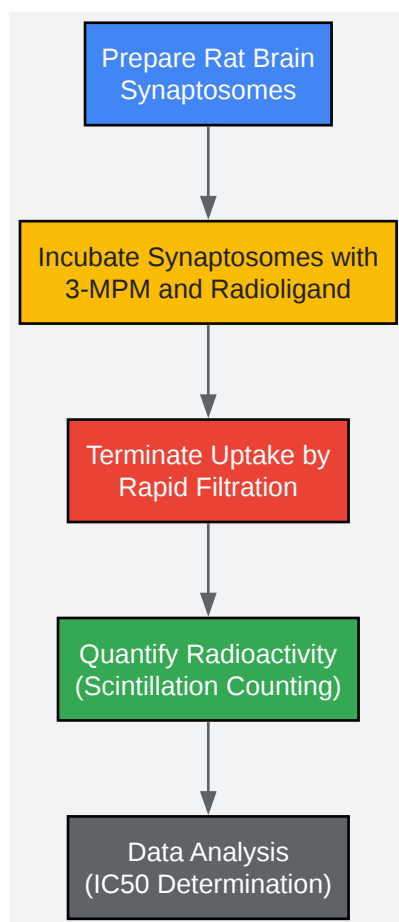 Prepare Rat Brain
Synaptosomes
Incubate Synaptosomes with
3-MPM and Radioligand
Terminate Uptake by
Rapid Filtration
Quantify Radioactivity
(Scintillation Counting)
Data Analysis
(IC50 Determination)